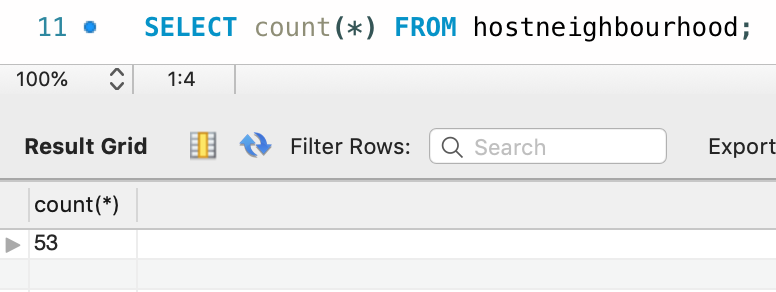 11 SELECT count(*) FROM hostneighbourhood;
100% 1:4
Result Grid Filter Rows: Search Export
count(*)
53